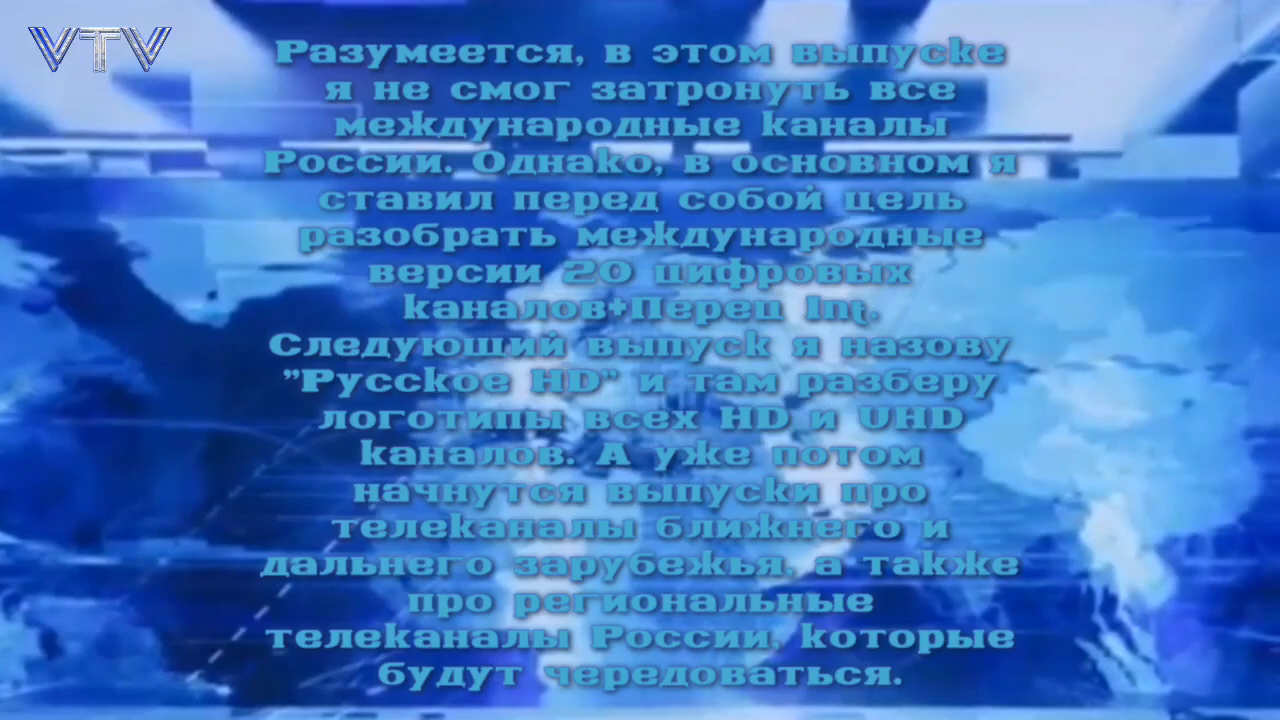 VTV
Разумеется, в этом выпуске
я не смог затронуть все
международные каналы
России. Однако, в основном я
ставил перед собой цель
разобрать международные
версии 20 цифровых
каналов+Перец Int.
Следующий выпуск я назову
"Русское HD" и там разберу
логотипы всех HD и UHD
каналов. А уже потом
начнутся выпуски про
телеканалы ближнего и
дальнего зарубежья, а также
про региональные
телеканалы России, которые
будут чередоваться.